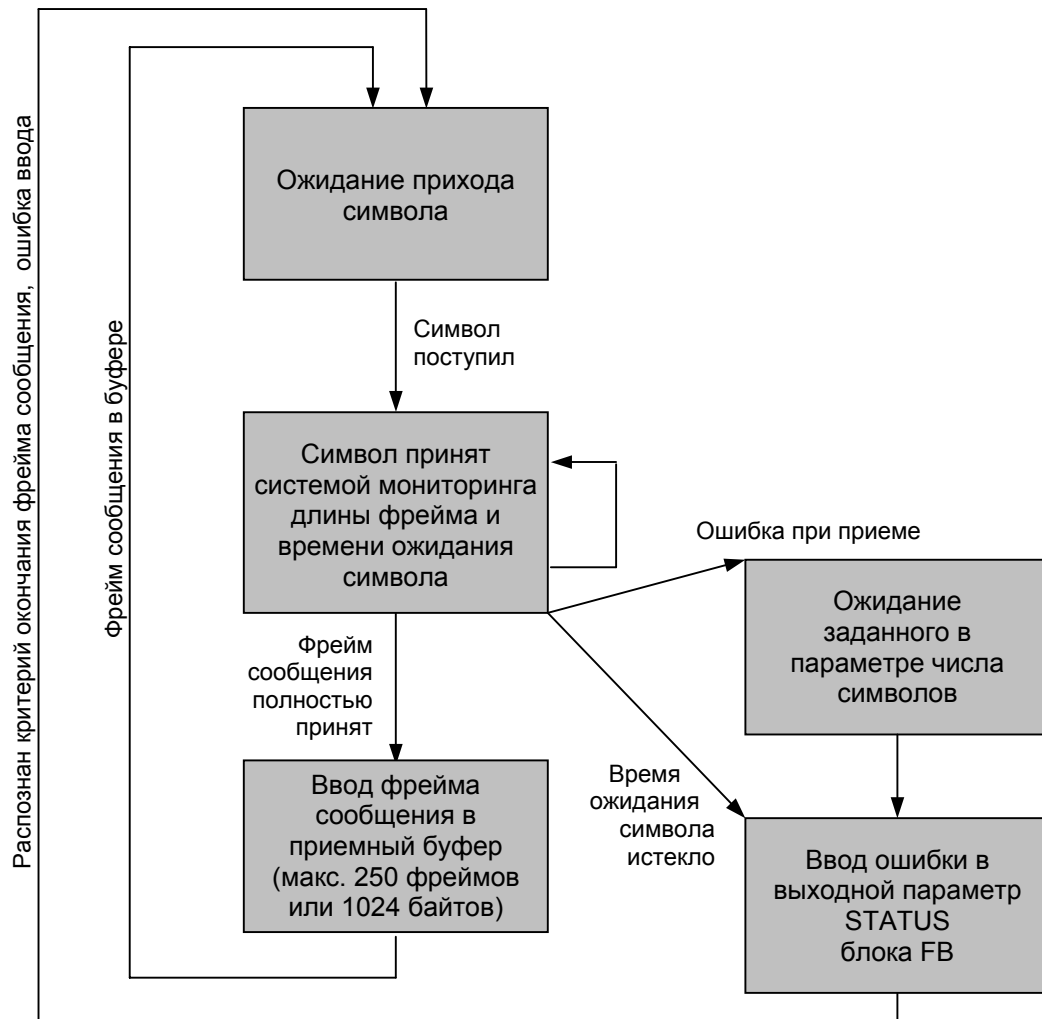 Распознан критерий окончания фрейма сообщения, ошибка ввода
Фрейм сообщения в буфере
Ожидание прихода
символа
Символ
поступил
Символ принят
системой мониторинга
длины фрейма и
времени ожидания
символа
Ошибка при приеме
Ожидание
заданного в
параметре числа
символов
Фрейм
сообщения
полностью
принят
Время
ожидания
символа
истекло
Ввод фрейма
сообщения в
приемный буфер
(макс. 250 фреймов
или 1024 байтов)
Ввод ошибки в
выходной параметр
STATUS
блока FB